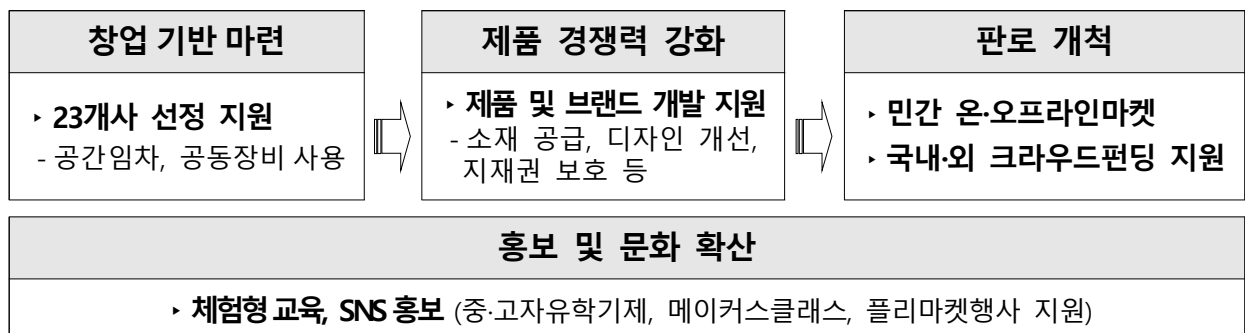 창업 기반 마련
‣ 23개사 선정 지원
- 공간임차, 공동장비 사용
제품 경쟁력 강화
‣ 제품 및 브랜드 개발 지원
- 소재 공급, 디자인 개선,
지재권 보호 등
판로 개척
‣ 민간 온·오프라인마켓
‣ 국내·외 크라우드펀딩 지원
홍보 및 문화 확산
‣ 체험형 교육, SNS 홍보 (중·고자유학기제, 메이커스클래스, 플리마켓행사 지원)